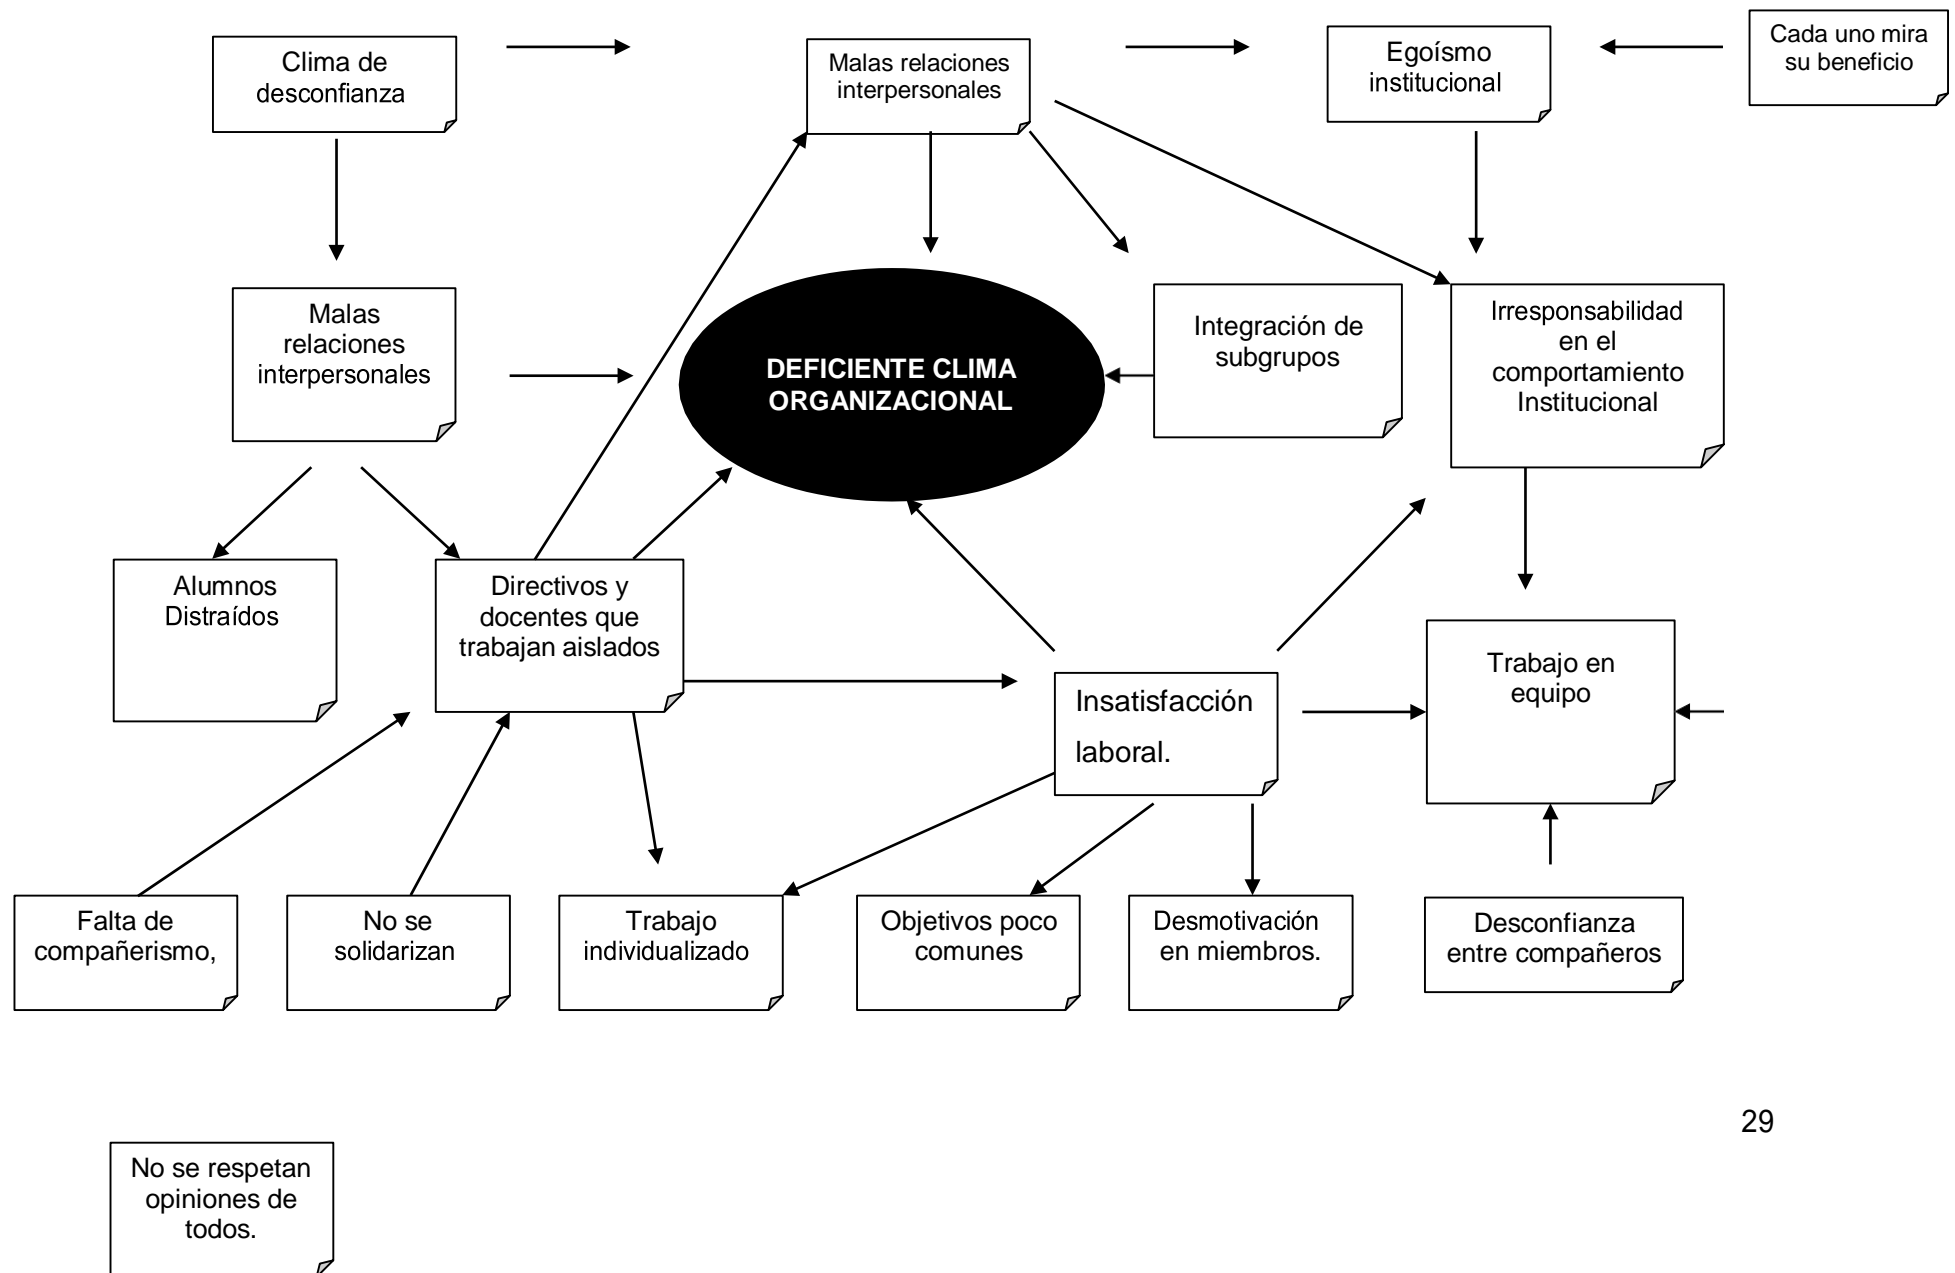 Clima de
desconfianza
Malas relaciones
interpersonales
Egoísmo
institucional
Cada uno mira
su beneficio
Malas
relaciones
interpersonales
DEFICIENTE CLIMA
ORGANIZACIONAL
Integración de
subgrupos
Irresponsabilidad
en el
comportamiento
Institucional
Alumnos
Distraídos
Directivos y
docentes que
trabajan aislados
Insatisfacción
laboral.
Trabajo en
equipo
Falta de
compañerismo,
No se
solidarizan
Trabajo
individualizado
Objetivos poco
comunes
Desmotivación
en miembros.
Desconfianza
entre compañeros
29
No se respetan
opiniones de
todos.